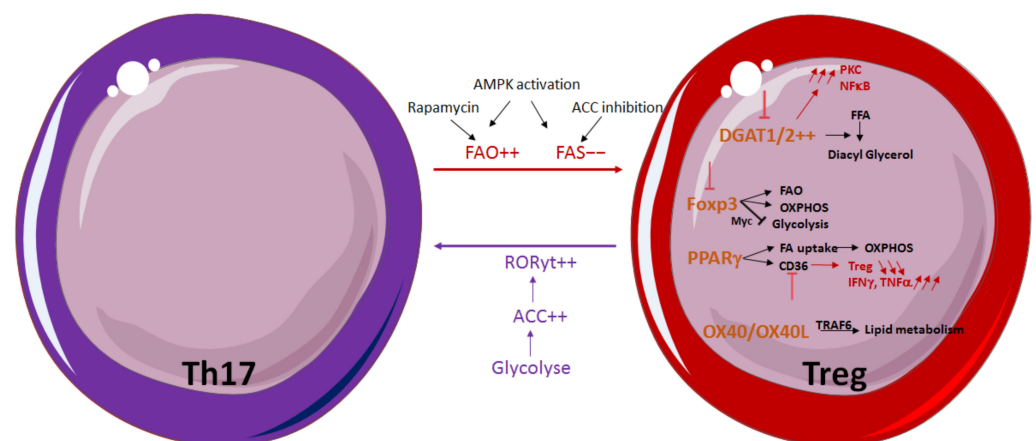 AMPK activation
Rapamycin
ACC inhibition
FAO++
FAS−−
RORyt++
ACC++
Glycolyse
Th17
PKC
NFκB
DGAT1/2++
FFA
Diacyl Glycerol
Foxp3
FAO
OXPHOS
Myc
Glycolysis
PPARγ
FA uptake
OXPHOS
CD36
Treg
IFNγ, TNFα
OX40/OX40L
TRAF6
Lipid metabolism
Treg